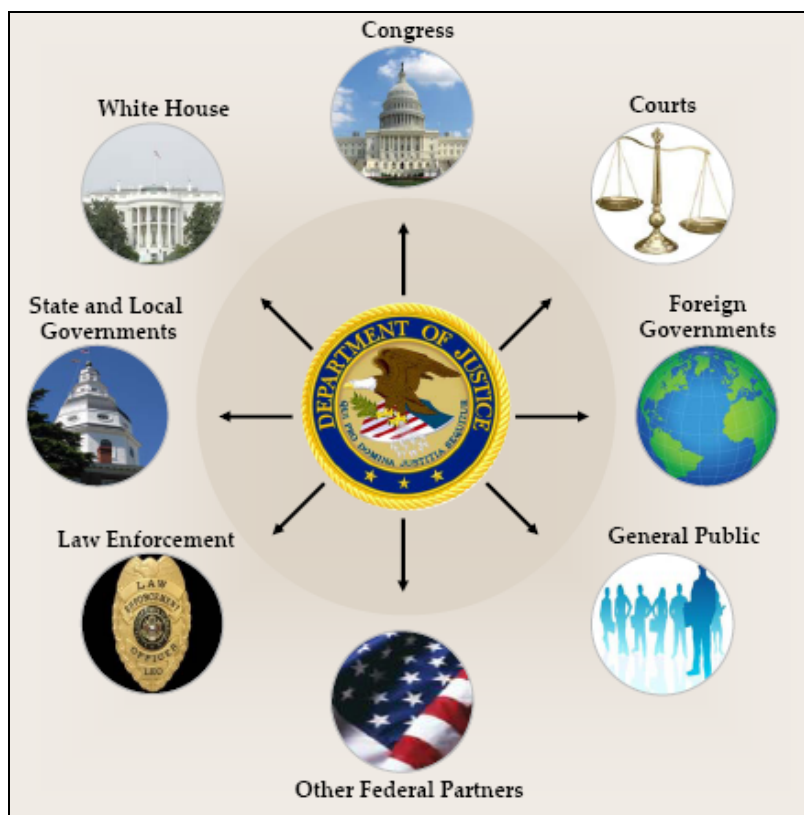 Congress
White House
Courts
State and Local
Governments
Foreign
Governments
DEPARTMENT OF JUSTICE
QUI PRO DOMINA JUSTITIA SEQUITUR
Law Enforcement
General Public
LAW
ENFORCEMENT
OFFICER
LEO
Other Federal Partners